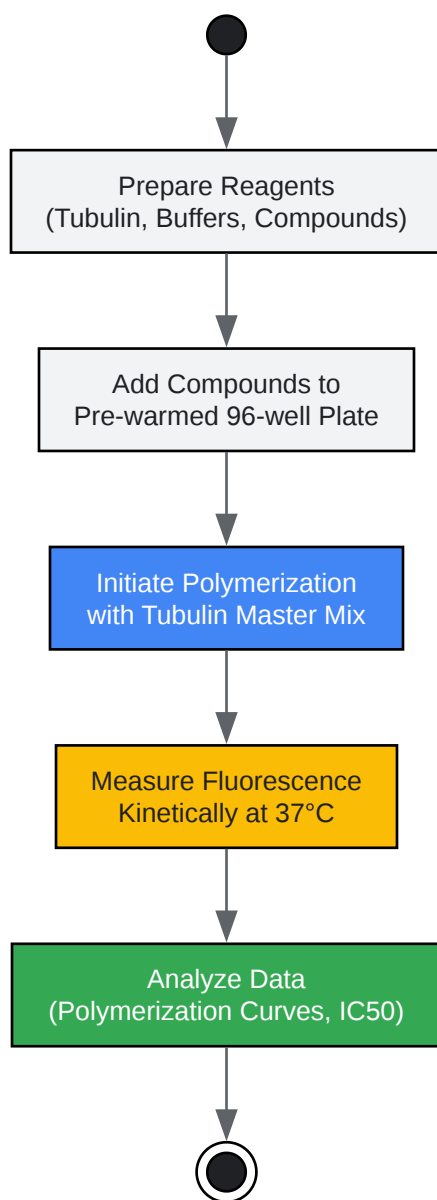 Prepare Reagents
(Tubulin, Buffers, Compounds)
Add Compounds to
Pre-warmed 96-well Plate
Initiate Polymerization
with Tubulin Master Mix
Measure Fluorescence
Kinetically at 37°C
Analyze Data
(Polymerization Curves, IC50)